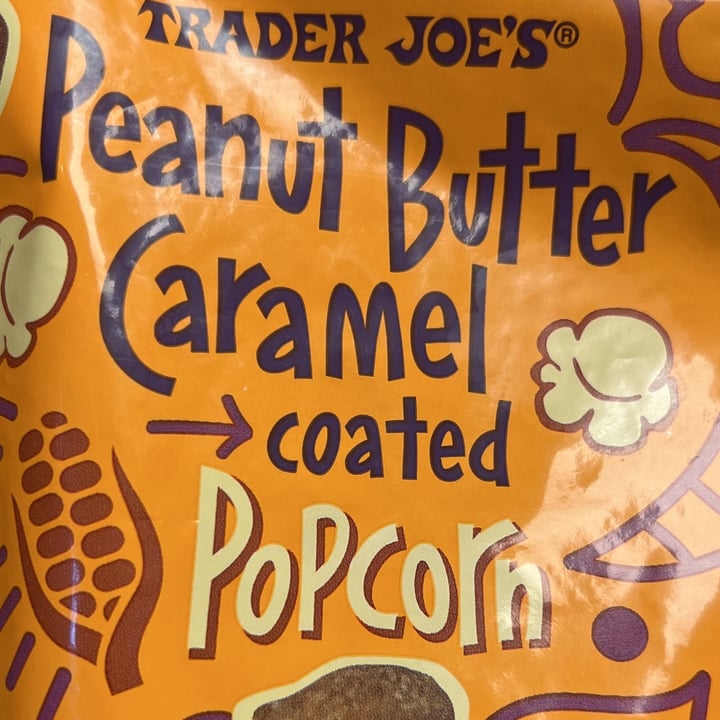 TRADER JOE'S®
Peanut Butter
Caramel
coated
Popcorn